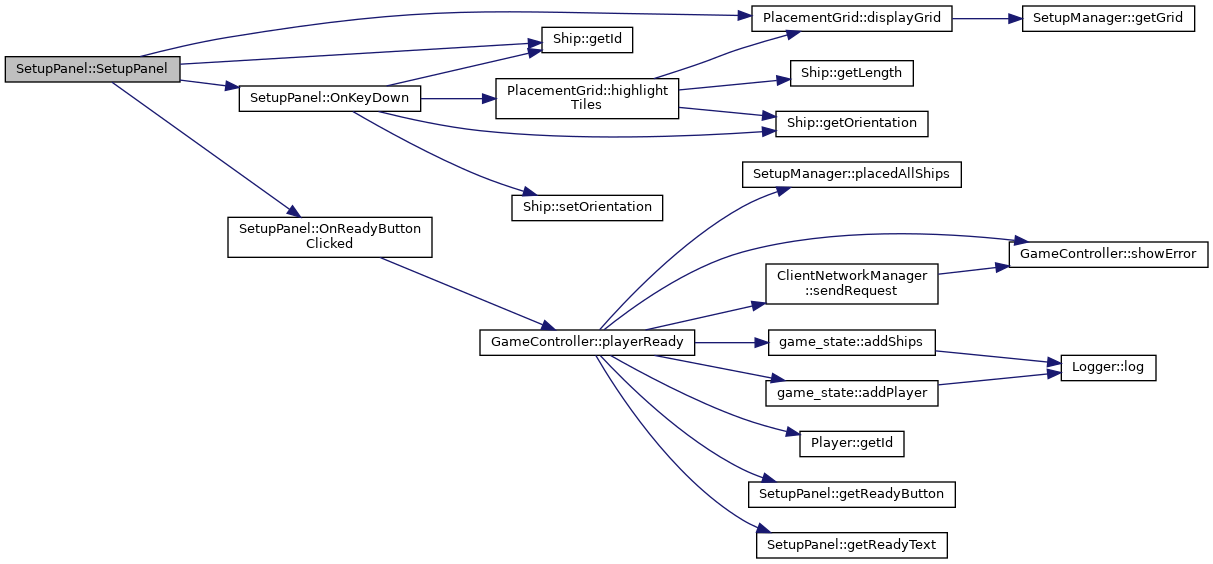 PlacementGrid::displayGrid
SetupManager::getGrid
Ship::getId
SetupPanel::SetupPanel
Ship::getLength
SetupPanel::OnKeyDown
PlacementGrid::highlight
Tiles
Ship::getOrientation
SetupManager::placedAllShips
Ship::setOrientation
SetupPanel::OnReadyButton
Clicked
GameController::showError
ClientNetworkManager
::sendRequest
GameController::playerReady
game_state::addShips
Logger::log
game_state::addPlayer
Player::getId
SetupPanel::getReadyButton
SetupPanel::getReadyText